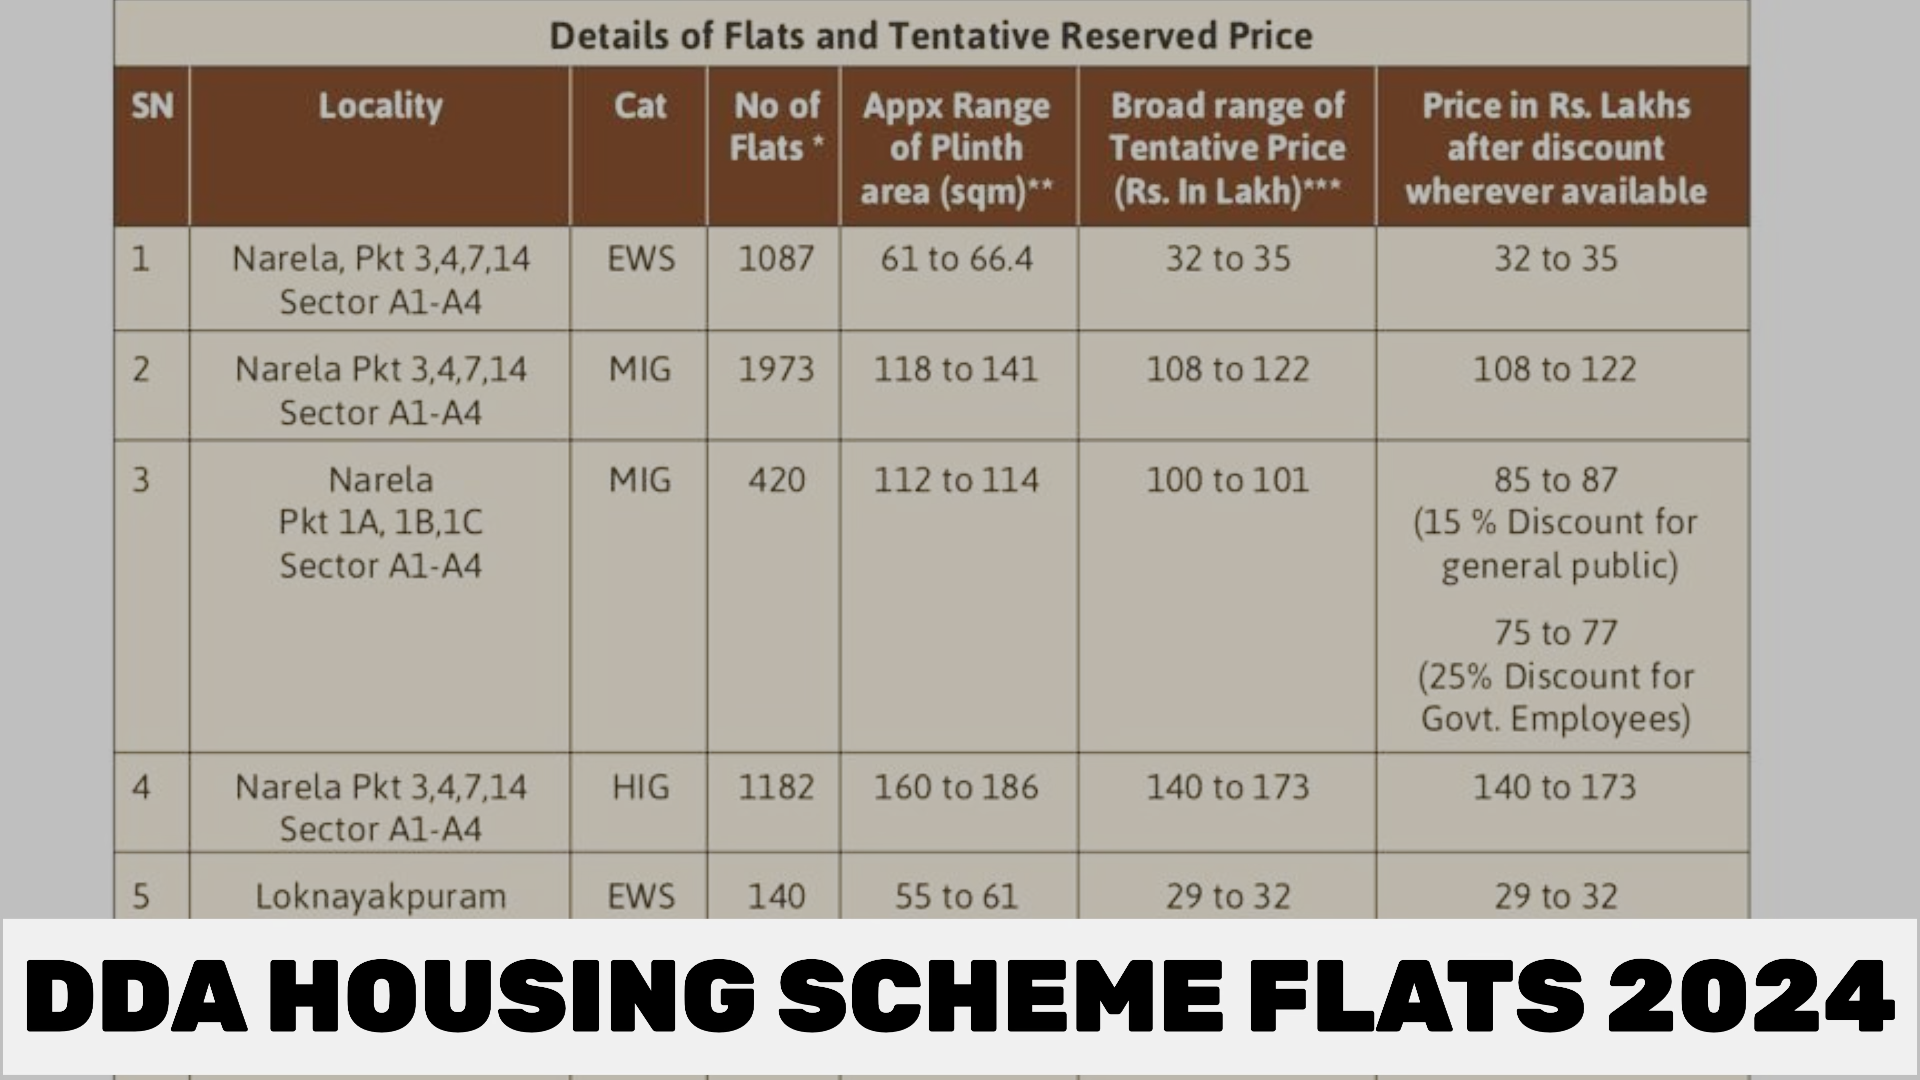 Details of Flats and Tentative Reserved Price
SN Locality Cat No of Flats * Appx Range of Plinth area (sqm)** Broad range of Tentative Price (Rs. In Lakh)*** Price in Rs. Lakhs after discount wherever available
1 Narela, Pkt 3,4,7,14 Sector A1-A4 EWS 1087 61 to 66.4 32 to 35 32 to 35
2 Narela Pkt 3,4,7,14 Sector A1-A4 MIG 1973 118 to 141 108 to 122 108 to 122
3 Narela Pkt 1A, 1B,1C Sector A1-A4 MIG 420 112 to 114 100 to 101 85 to 87 (15 % Discount for general public) 75 to 77 (25% Discount for Govt. Employees)
4 Narela Pkt 3,4,7,14 Sector A1-A4 HIG 1182 160 to 186 140 to 173 140 to 173
5 Loknayakpuram EWS 140 55 to 61 29 to 32 29 to 32
DDA HOUSING SCHEME FLATS 2024